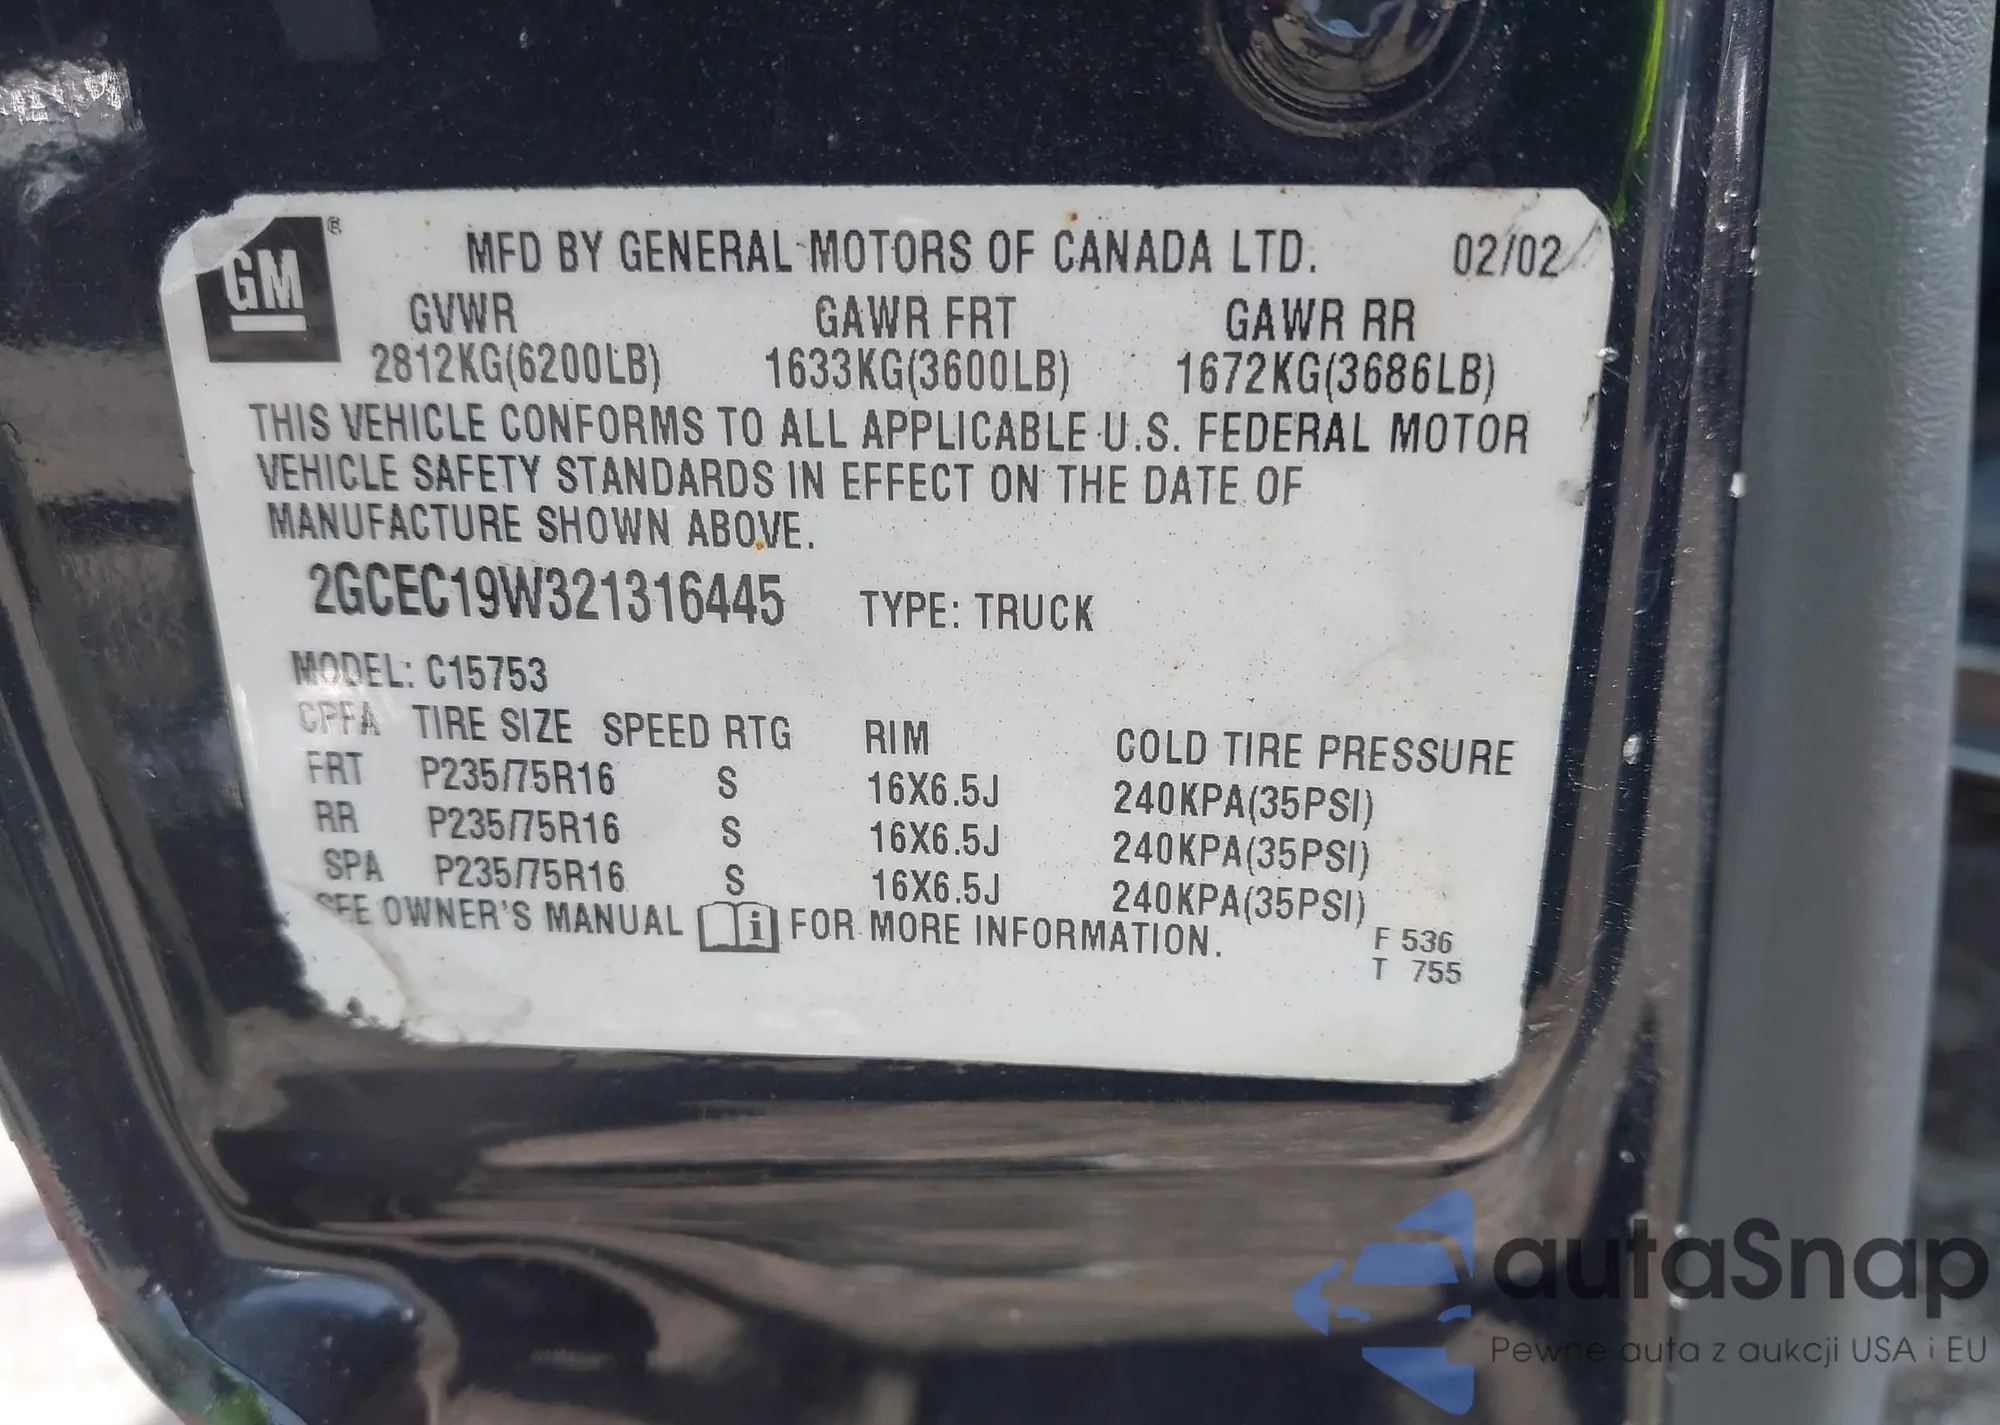 GM ®
MFD BY GENERAL MOTORS OF CANADA LTD. 02/02
GVWR GAWR FRT GAWR RR
2812KG(6200LB) 1633KG(3600LB) 1672KG(3686LB)
THIS VEHICLE CONFORMS TO ALL APPLICABLE U.S. FEDERAL MOTOR
VEHICLE SAFETY STANDARDS IN EFFECT ON THE DATE OF
MANUFACTURE SHOWN ABOVE.
2GCEC19W321316445 TYPE: TRUCK
MODEL: C15753
CPFA TIRE SIZE SPEED RTG RIM COLD TIRE PRESSURE
FRT P235/75R16 S 16X6.5J 240KPA(35PSI)
RR P235/75R16 S 16X6.5J 240KPA(35PSI)
SPA P235/75R16 S 16X6.5J 240KPA(35PSI)
SEE OWNER'S MANUAL i FOR MORE INFORMATION.
F 536
T 755
autaSnap
Pewne auta z aukcji USA i EU